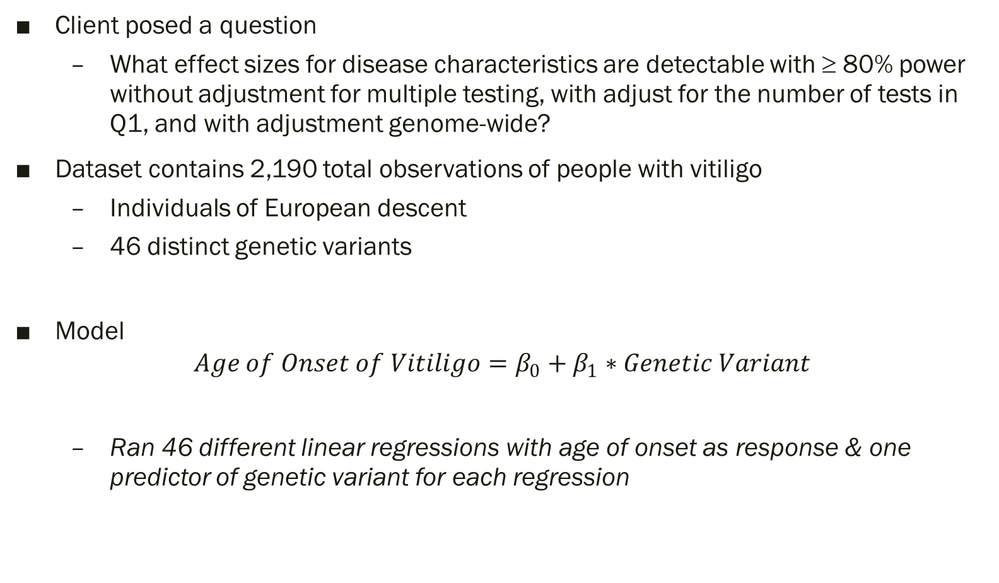 ■ Client posed a question
– What effect sizes for disease characteristics are detectable with ≥ 80% power
without adjustment for multiple testing, with adjust for the number of tests in
Q1, and with adjustment genome-wide?
■ Dataset contains 2,190 total observations of people with vitiligo
– Individuals of European descent
– 46 distinct genetic variants
■ Model
Age of Onset of Vitiligo = β₀ + β₁ ∗ Genetic Variant
– Ran 46 different linear regressions with age of onset as response & one
predictor of genetic variant for each regression